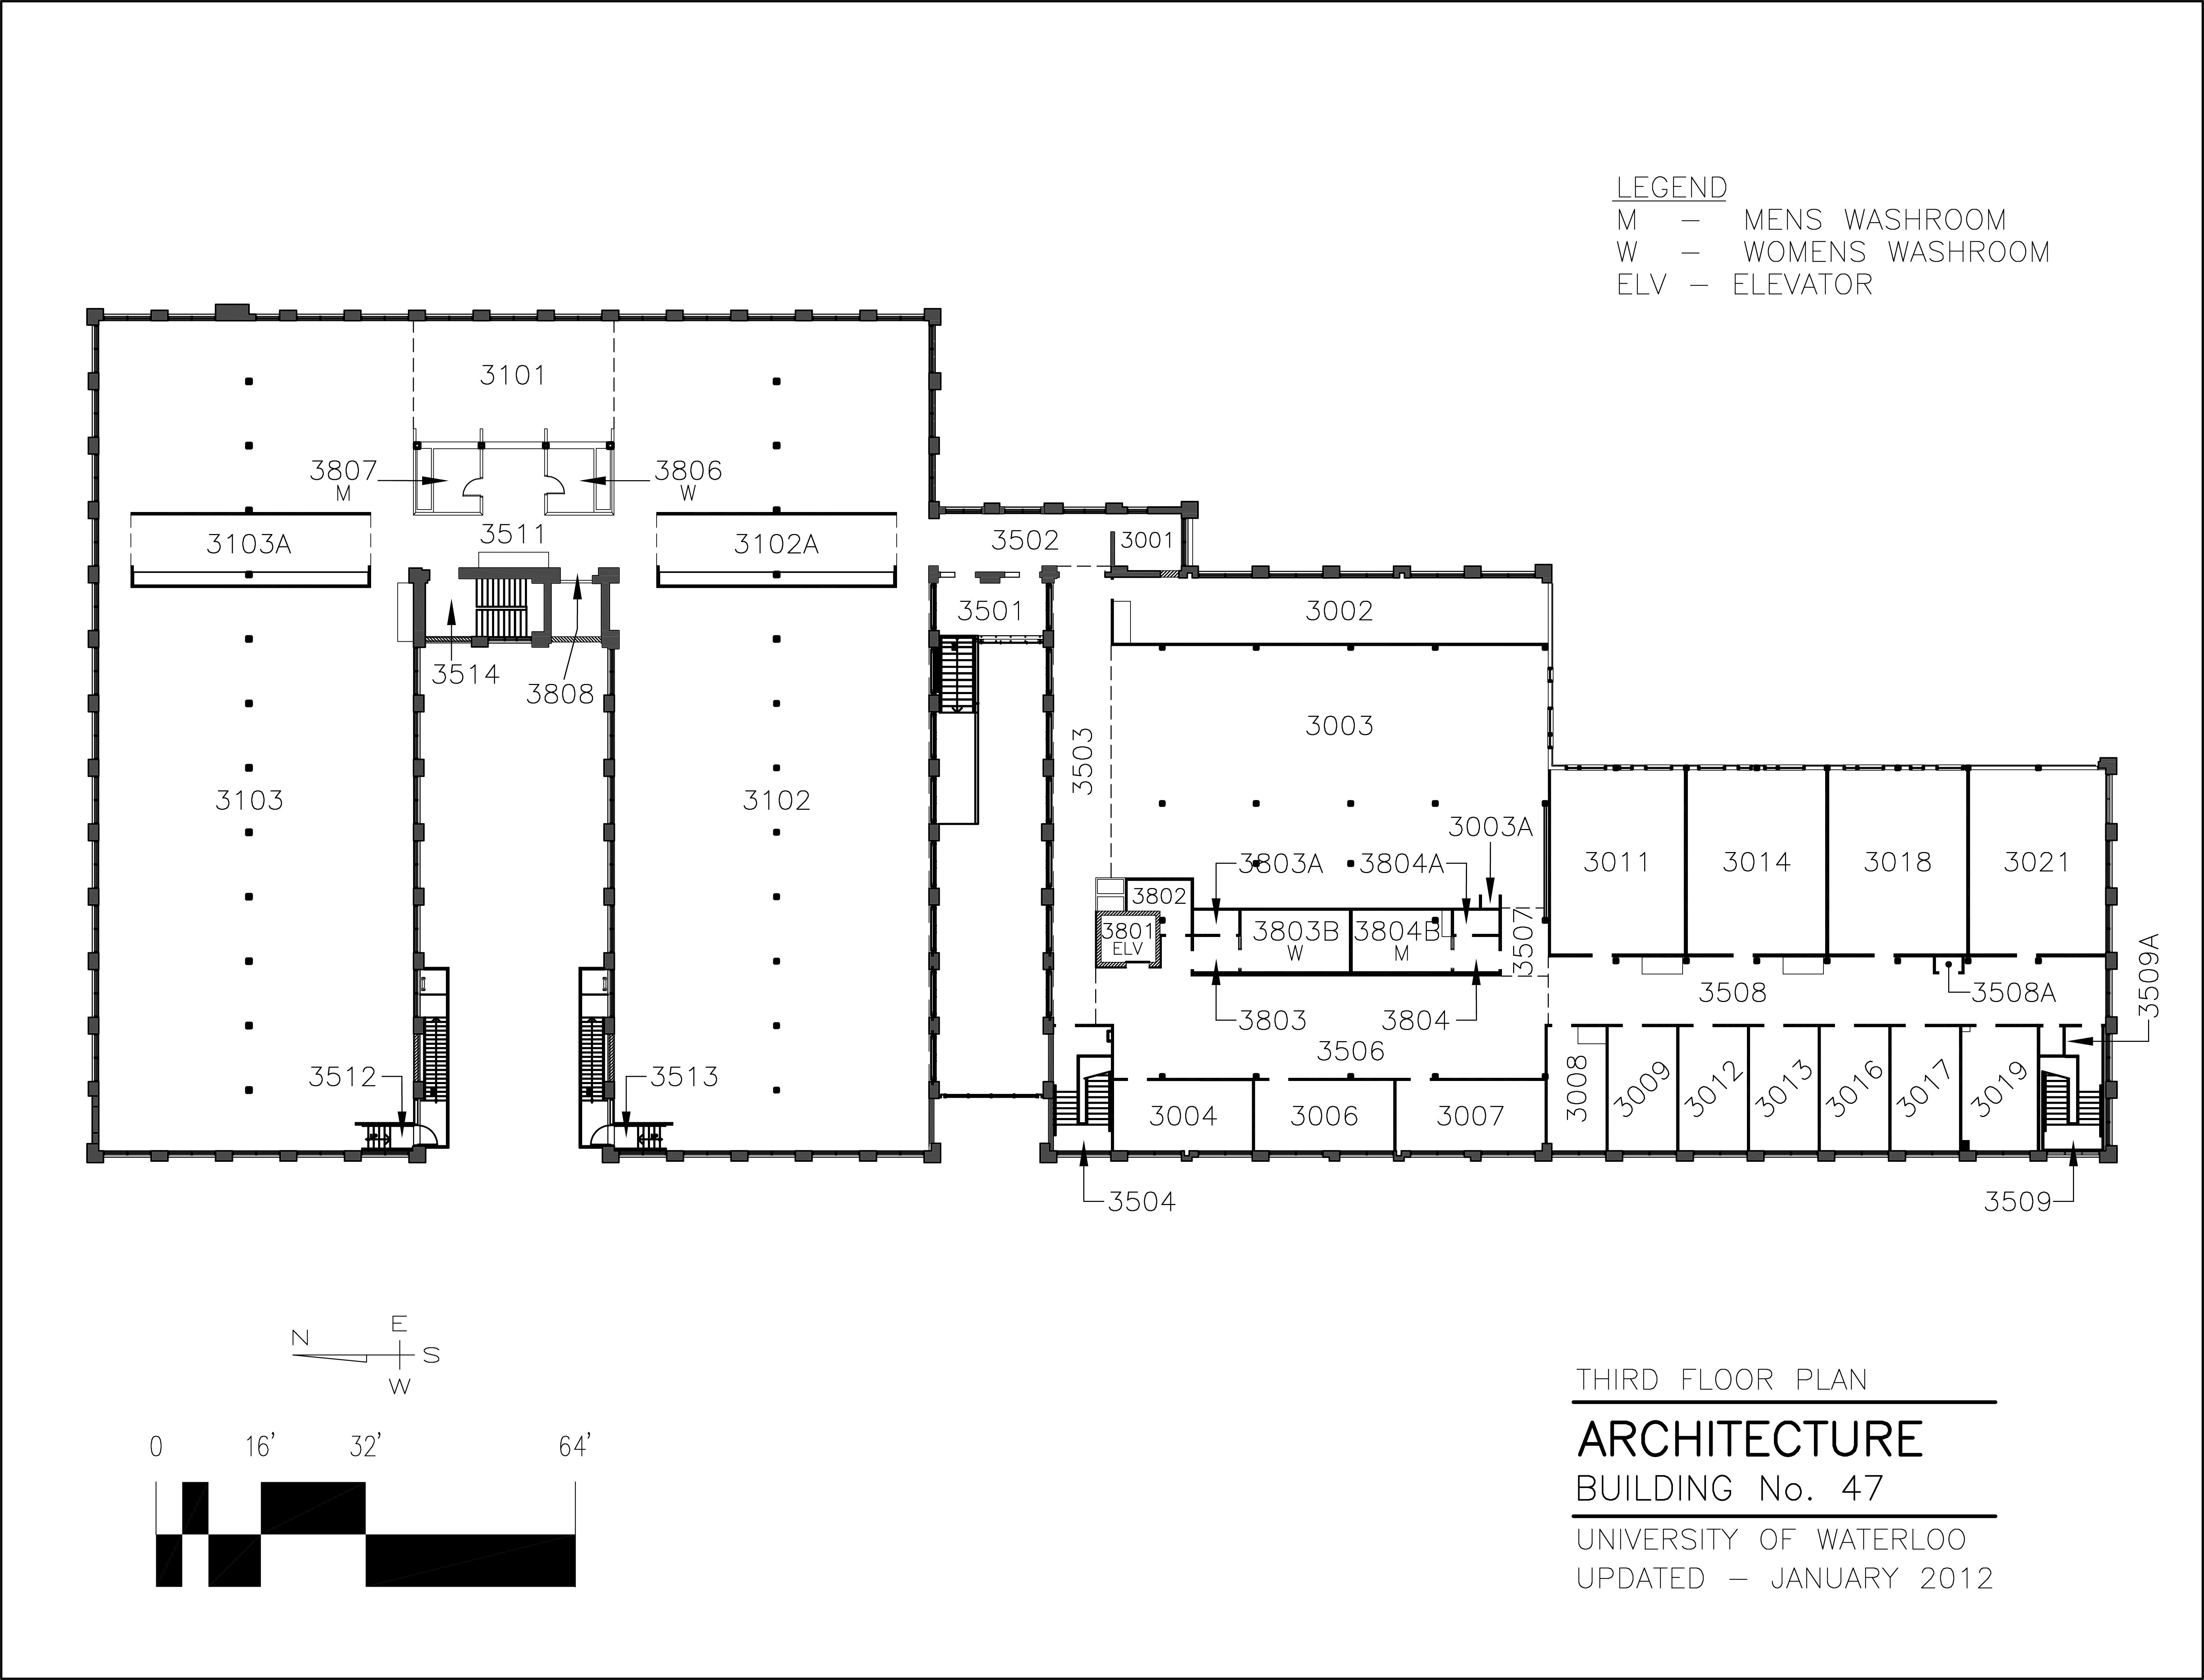 LEGEND
M – MENS WASHROOM
W – WOMENS WASHROOM
ELV – ELEVATOR
3101
3807
M
3806
W
3511
3103A
3102A
3502
3001
3501
3002
3514
3808
3503
3003
3103
3102
3003A
3803A
3804A
3011
3014
3018
3021
3802
3801
ELV
3803B
W
3804B
M
3507
3509A
3508
3508A
3803
3804
3506
3512
3513
3004
3006
3007
3008
3009
3012
3013
3016
3017
3019
3504
3509
N
E
S
W
0 16' 32' 64'
THIRD FLOOR PLAN
ARCHITECTURE
BUILDING No. 47
UNIVERSITY OF WATERLOO
UPDATED – JANUARY 2012